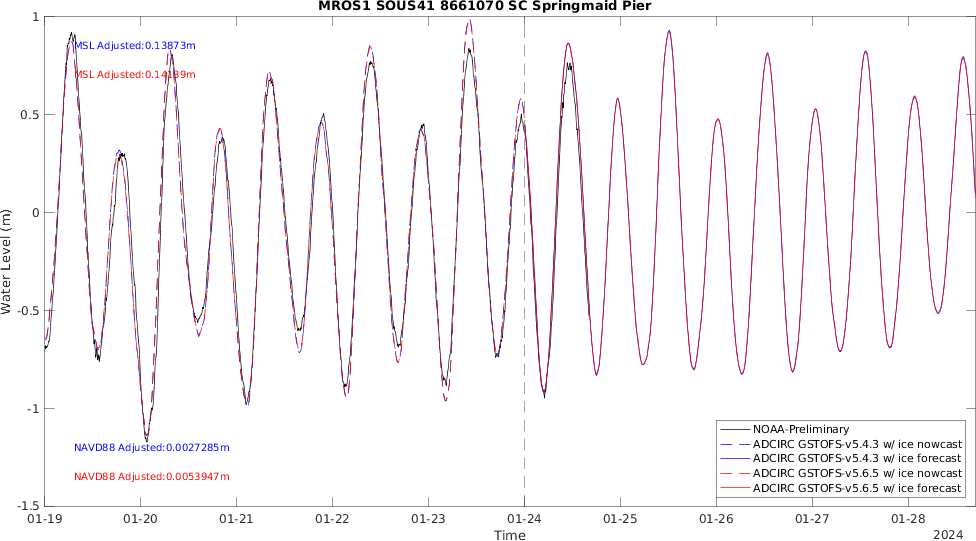 MROS1 SOUS41 8661070 SC Springmaid Pier
1
0.5
0
-0.5
-1
-1.5
Water Level (m)
MSL Adjusted:0.13873m
MSL Adjusted:0.14139m
NAVD88 Adjusted:0.0027285m
NAVD88 Adjusted:0.0053947m
NOAA-Preliminary
ADCIRC GSTOFS-v5.4.3 w/ ice nowcast
ADCIRC GSTOFS-v5.4.3 w/ ice forecast
ADCIRC GSTOFS-v5.6.5 w/ ice nowcast
ADCIRC GSTOFS-v5.6.5 w/ ice forecast
01-19 01-20 01-21 01-22 01-23 01-24 01-25 01-26 01-27 01-28
Time
2024